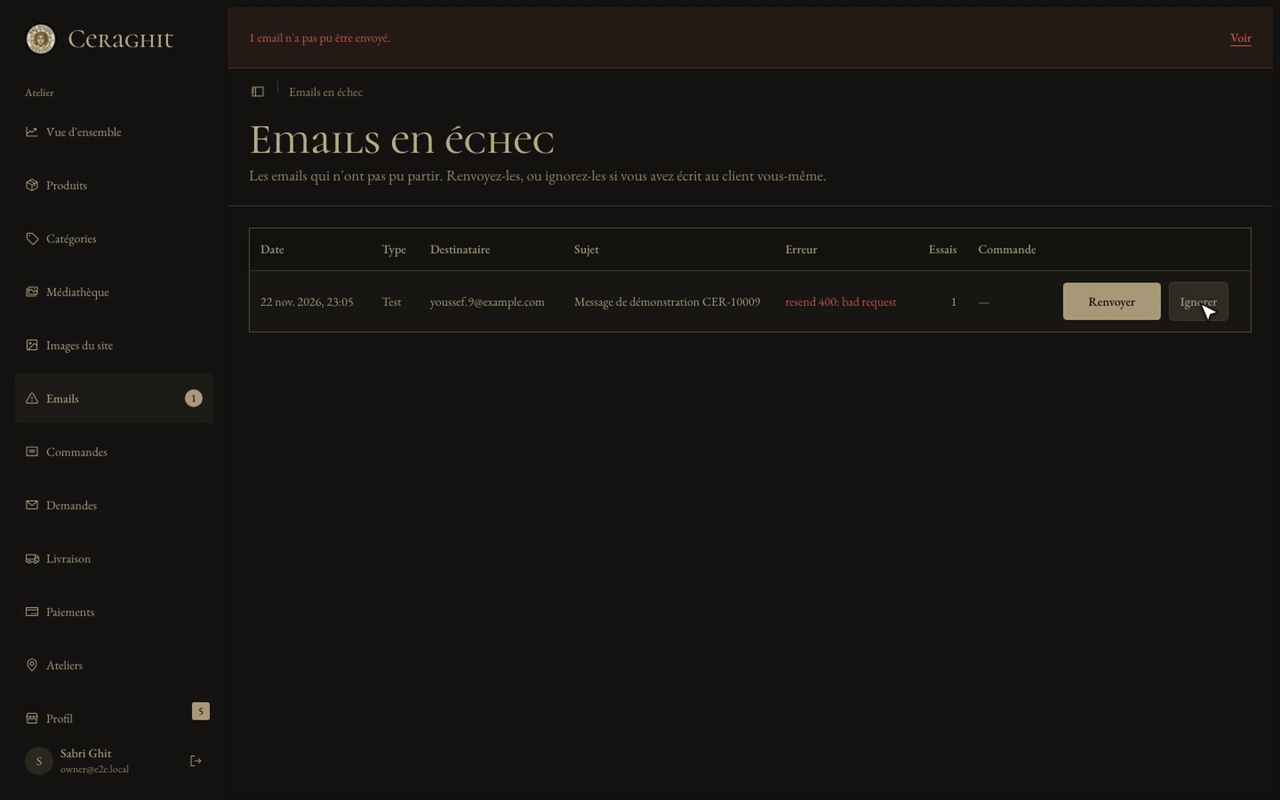 Ceraghit
Atelier
Vue d'ensemble
Produits
Catégories
Médiathèque
Images du site
Emails 1
Commandes
Demandes
Livraison
Paiements
Ateliers
Profil 5
S Sabri Ghit
owner@e2e.local
1 email n'a pas pu être envoyé. Voir
Emails en échec
Emails en échec
Les emails qui n'ont pas pu partir. Renvoyez-les, ou ignorez-les si vous avez écrit au client vous-même.
Date Type Destinataire Sujet Erreur Essais Commande
22 nov. 2026, 23:05 Test youssef.9@example.com Message de démonstration CER-10009 resend 400: bad request 1 — Renvoyer Ignorer